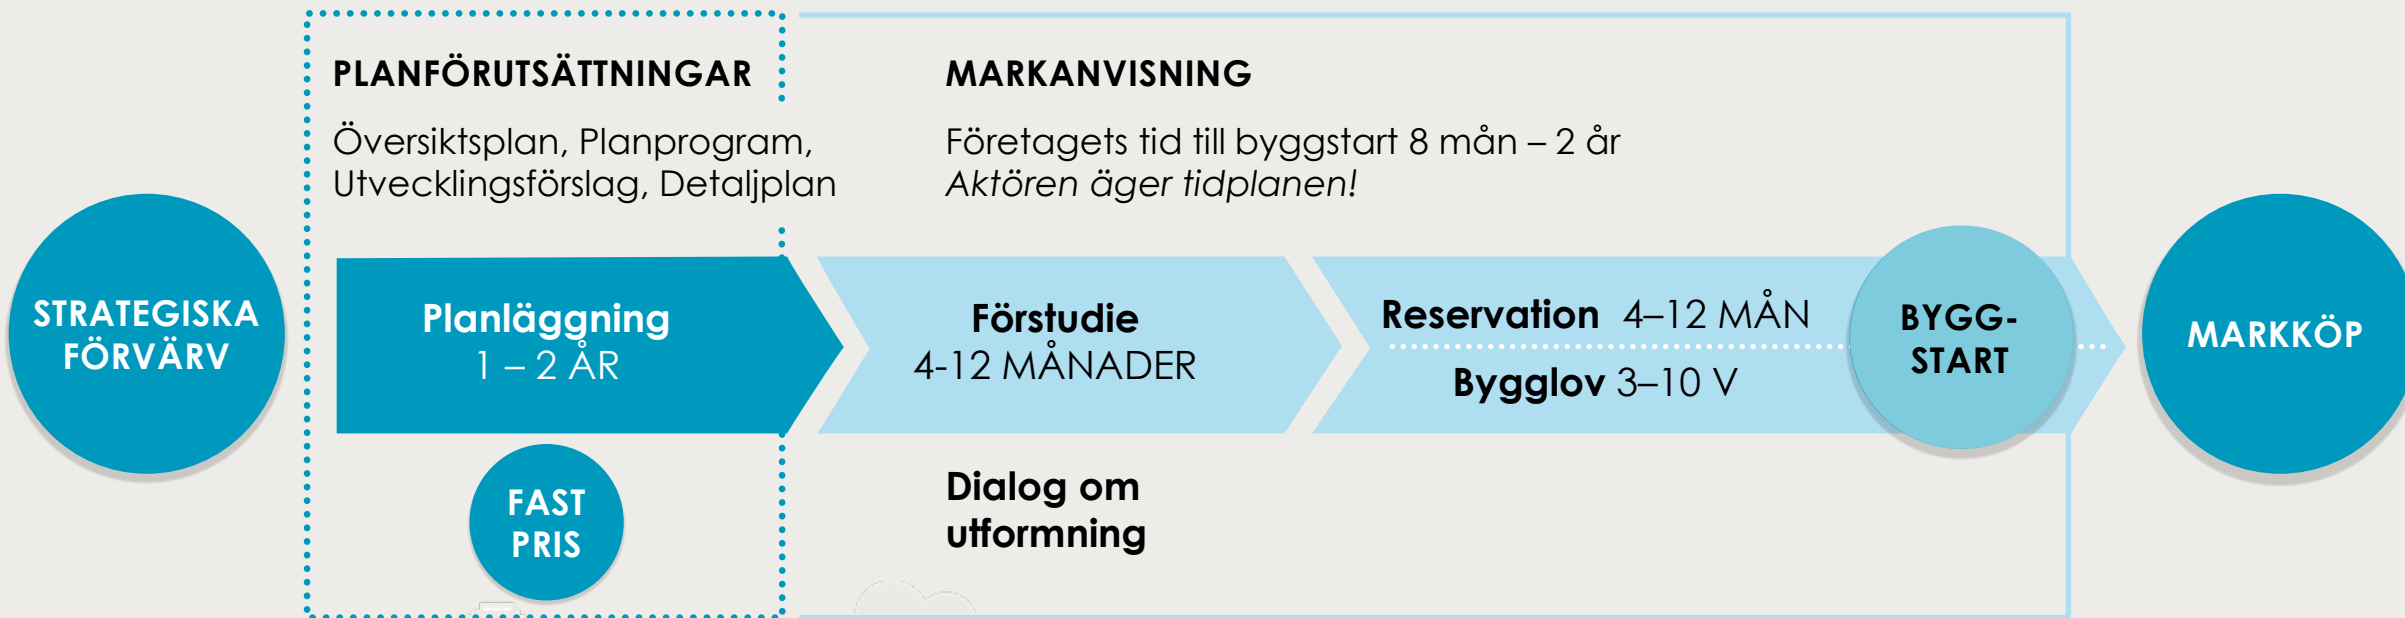 STRATEGISKA
FÖRVÄRV
PLANFÖRUTSÄTTNINGAR
Översiktsplan, Planprogram,
Utvecklingsförslag, Detaljplan
Planläggning
1 – 2 ÅR
FAST
PRIS
MARKANVISNING
Företagets tid till byggstart 8 mån – 2 år
Aktören äger tidplanen!
Förstudie
4-12 MÅNADER
Dialog om
utformning
Reservation 4–12 MÅN
Bygglov 3–10 V
BYGG-
START
MARKKÖP